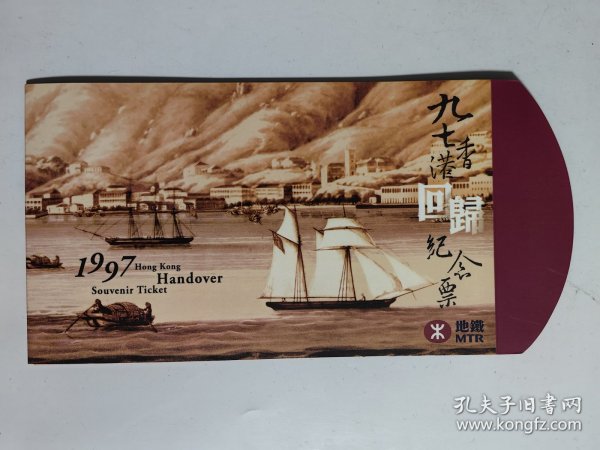 九七香港
回歸
紀念票
1997 Hong Kong
Handover
Souvenir Ticket
地鐵
MTR
孔夫子旧书网
www.kongfz.com